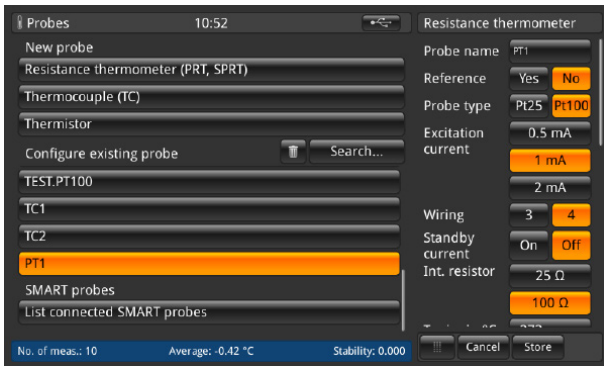 Probes 10:52
New probe
Resistance thermometer (PRT, SPRT)
Thermocouple (TC)
Thermistor
Configure existing probe Search...
TEST.PT100
TC1
TC2
PT1
SMART probes
List connected SMART probes
No. of meas.: 10 Average: -0.42 °C Stability: 0.000
Resistance thermometer
Probe name PT1
Reference Yes No
Probe type Pt25 Pt100
Excitation
current
0.5 mA
1 mA
2 mA
Wiring 3 4
Standby
current
On Off
Int. resistor 25 Ω
100 Ω
Cancel Store